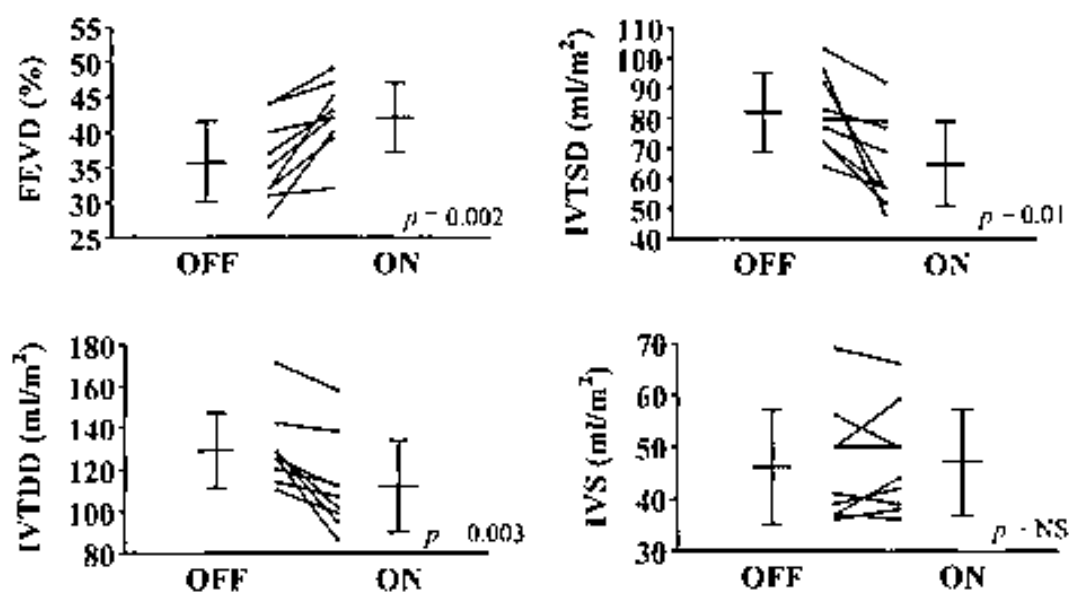 FEVD (%)
55
50
45
40
35
30
25
p = 0.002
OFF ON
IVTSD (ml/m²)
110
100
90
80
70
60
50
40
p = 0.01
OFF ON
IVTDD (ml/m²)
180
160
140
120
100
80
p 0.003
OFF ON
IVS (ml/m²)
70
60
50
40
30
p - NS
OFF ON